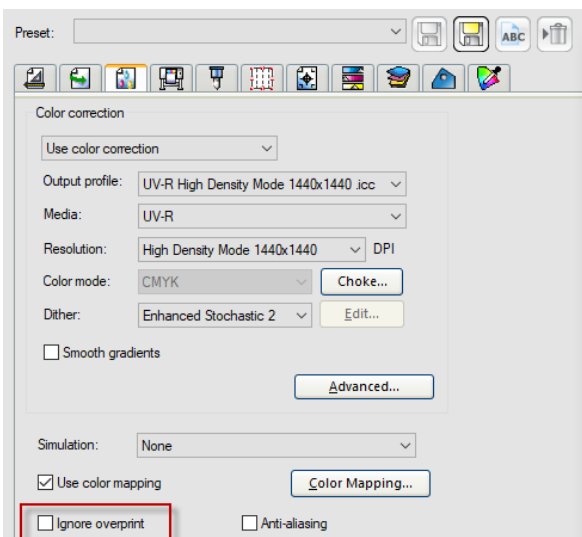 Preset:
ABC
Color correction
Use color correction
Output profile: UV-R High Density Mode 1440x1440 .icc
Media: UV-R
Resolution: High Density Mode 1440x1440 DPI
Color mode: CMYK Choke...
Dither: Enhanced Stochastic 2 Edit...
Smooth gradients
Advanced...
Simulation: None
Use color mapping Color Mapping...
Ignore overprint Anti-aliasing